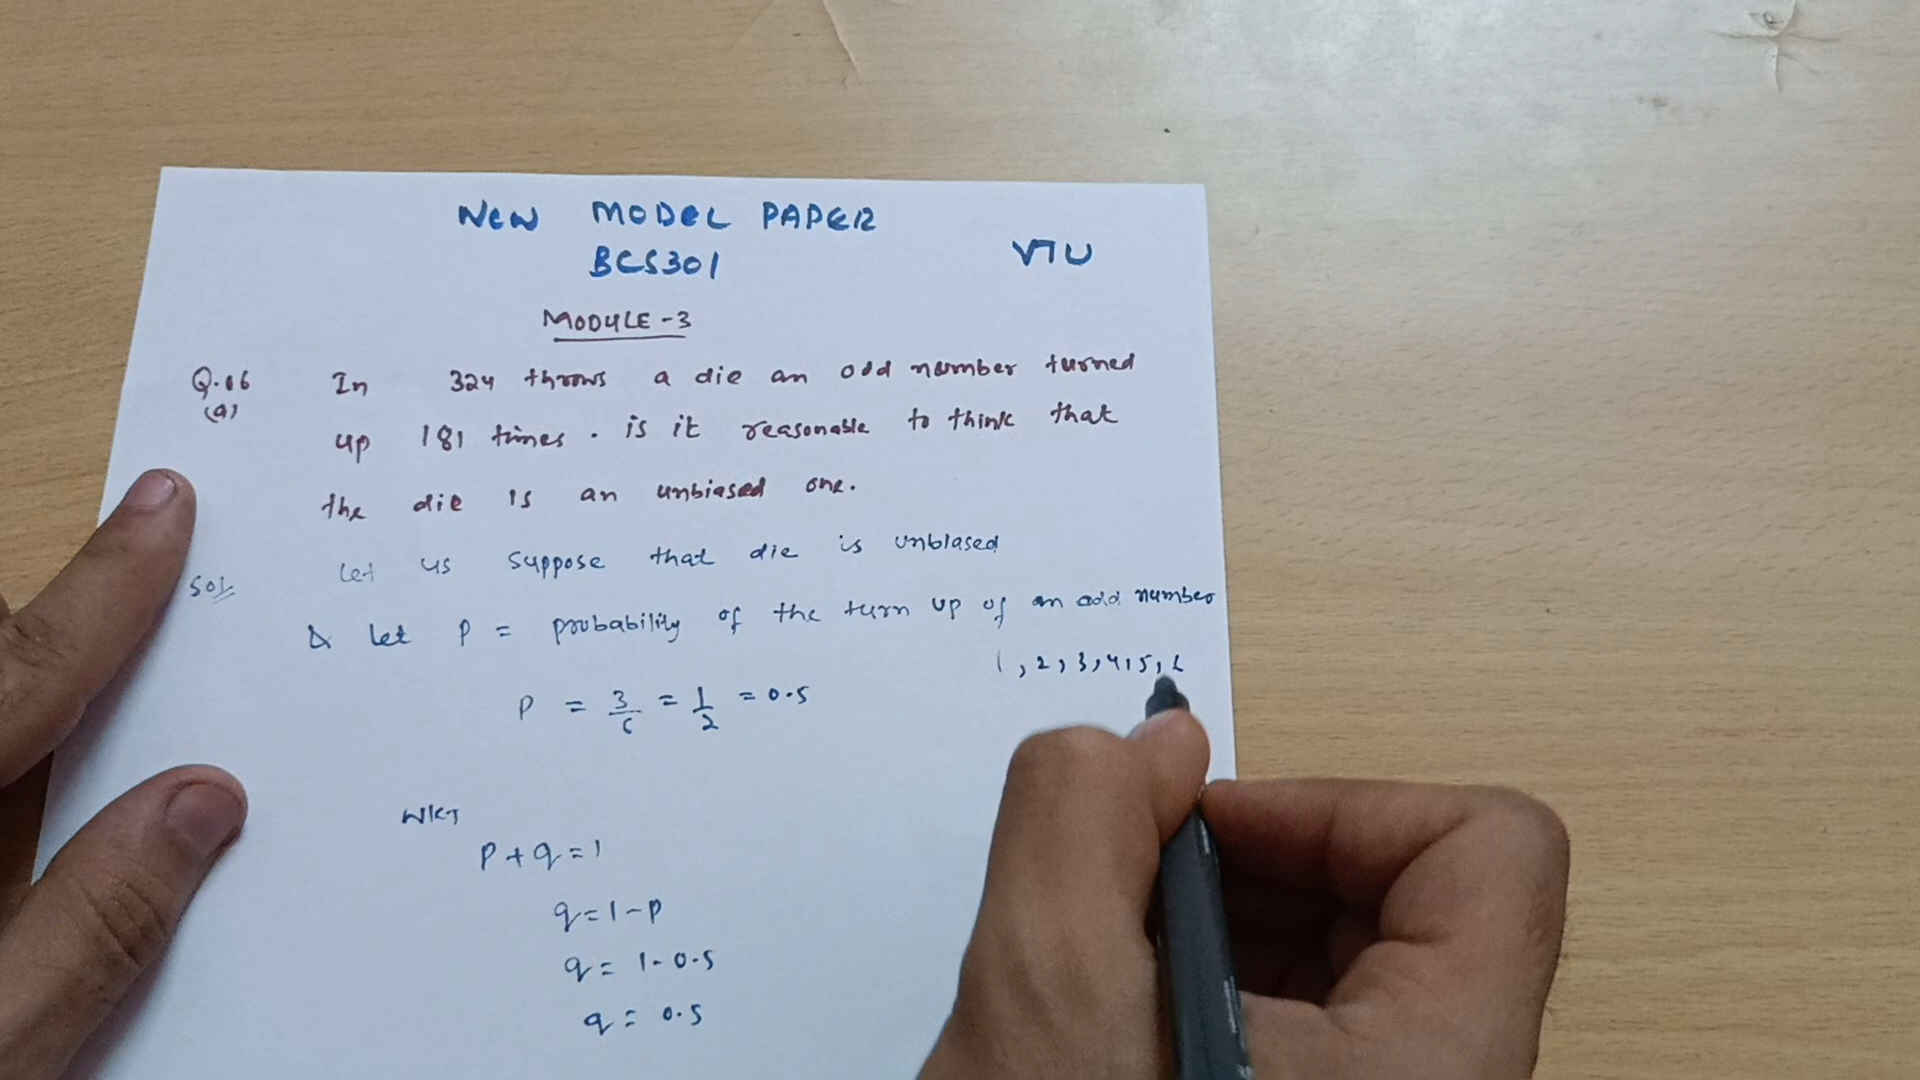 NEW MODEL PAPER
BCS301 VTU
MODULE-3
Q.06 In 324 throws a die an odd number turned
(a)
up 181 times. is it reasonable to think that
the die is an unbiased one.
Sol Let us suppose that die is unbiased
& let P = probability of the turn up of an odd number
1, 2, 3, 4, 5, 6
P = 3/6 = 1/2 = 0.5
WKT
P + q = 1
q = 1 - P
q = 1 - 0.5
q = 0.5